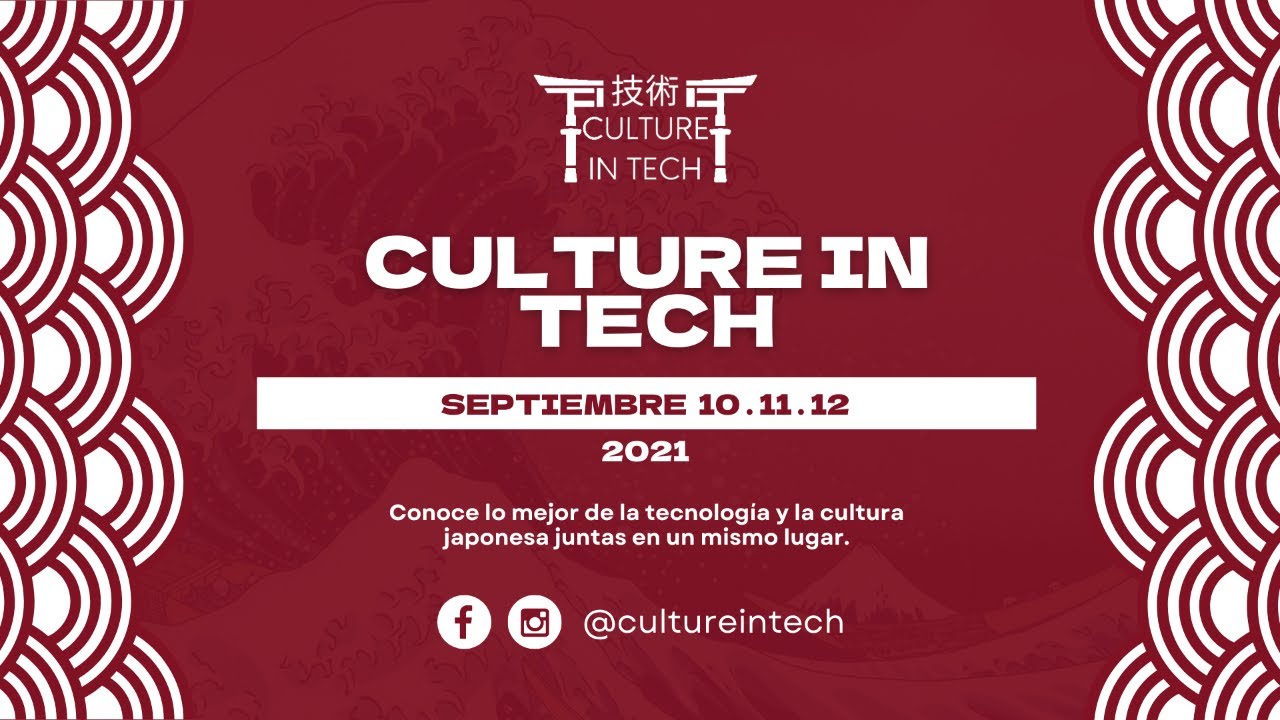 技術
CULTURE
IN TECH
CULTURE IN
TECH
SEPTIEMBRE 10.11.12
2021
Conoce lo mejor de la tecnología y la cultura
japonesa juntas en un mismo lugar.
@cultureintech